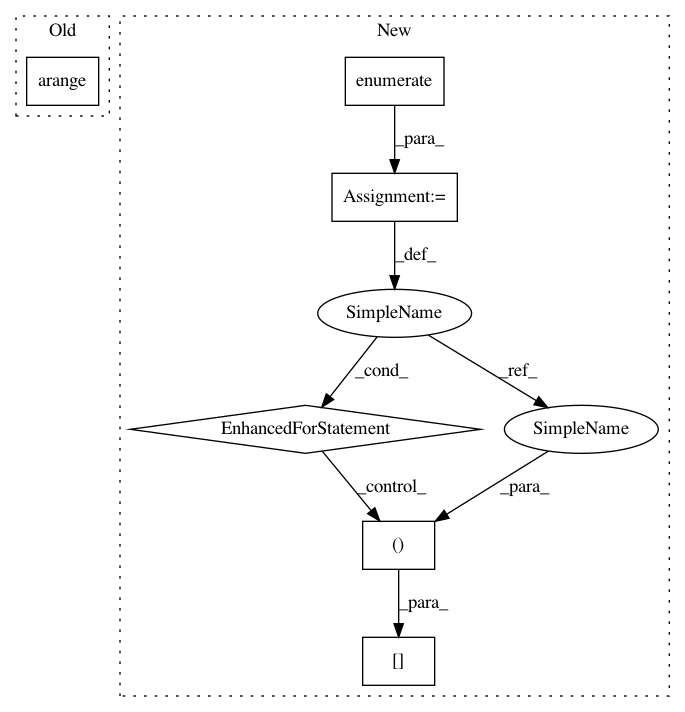 Old
New
arange
enumerate
_para_
Assignment:=
_def_
SimpleName
_cond_
_ref_
EnhancedForStatement
SimpleName
_control_
_para_
()
_para_
[]